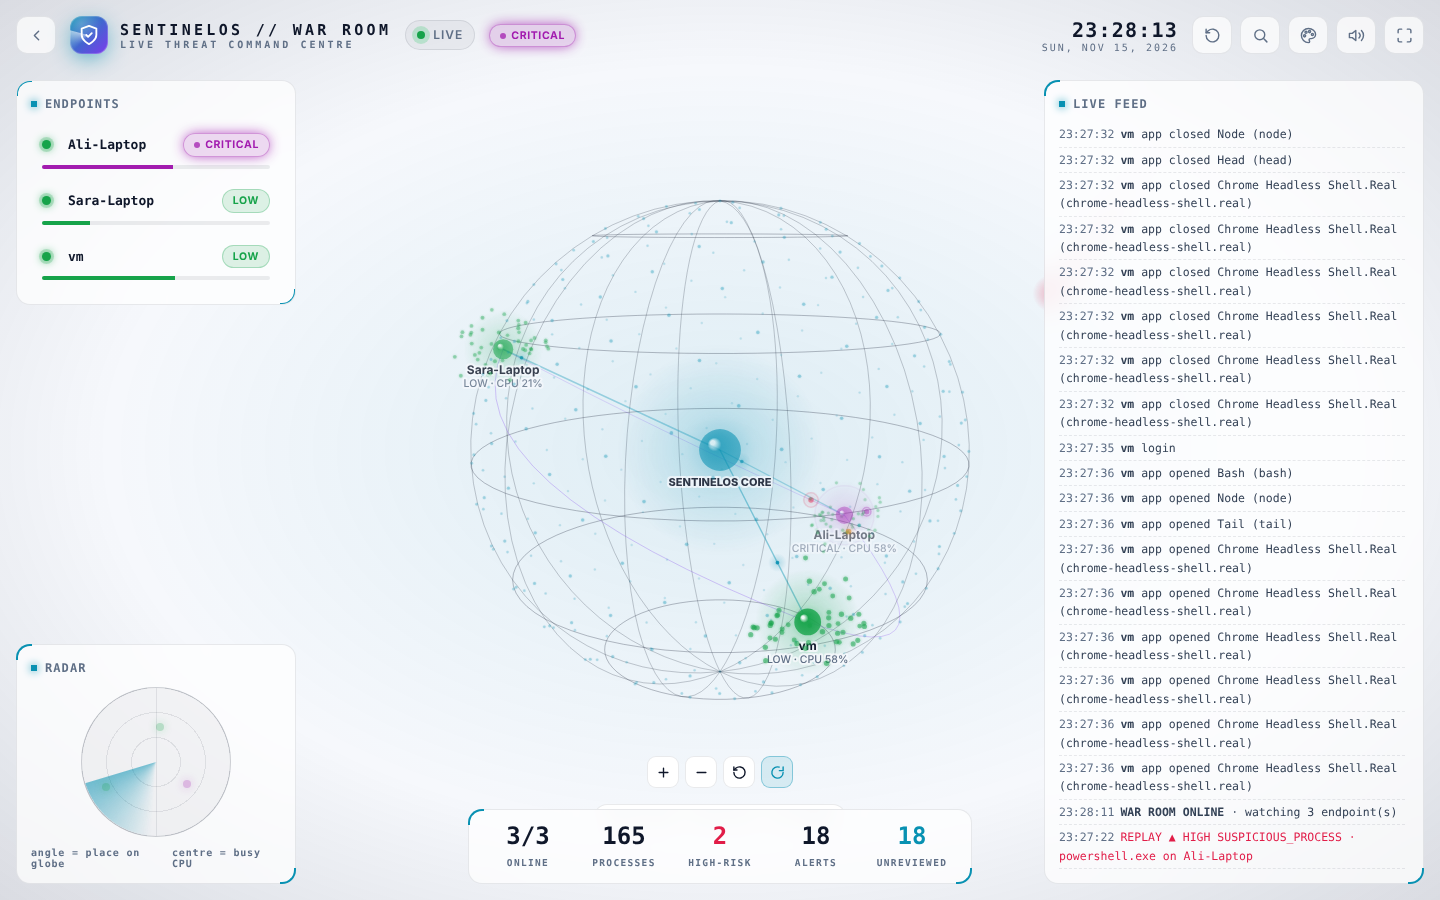 SENTINELOS // WAR ROOM
LIVE THREAT COMMAND CENTRE
LIVE
CRITICAL
23:28:13
SUN, NOV 15, 2026
ENDPOINTS
Ali-Laptop
CRITICAL
Sara-Laptop
LOW
vm
LOW
Sara-Laptop
LOW · CPU 21%
SENTINELOS CORE
Ali-Laptop
CRITICAL · CPU 58%
vm
LOW · CPU 58%
RADAR
angle = place on globe
centre = busy CPU
+
−
3/3
ONLINE
165
PROCESSES
2
HIGH-RISK
18
ALERTS
18
UNREVIEWED
LIVE FEED
23:27:32 vm app closed Node (node)
23:27:32 vm app closed Head (head)
23:27:32 vm app closed Chrome Headless Shell.Real
(chrome-headless-shell.real)
23:27:32 vm app closed Chrome Headless Shell.Real
(chrome-headless-shell.real)
23:27:32 vm app closed Chrome Headless Shell.Real
(chrome-headless-shell.real)
23:27:32 vm app closed Chrome Headless Shell.Real
(chrome-headless-shell.real)
23:27:32 vm app closed Chrome Headless Shell.Real
(chrome-headless-shell.real)
23:27:32 vm app closed Chrome Headless Shell.Real
(chrome-headless-shell.real)
23:27:35 vm login
23:27:36 vm app opened Bash (bash)
23:27:36 vm app opened Node (node)
23:27:36 vm app opened Tail (tail)
23:27:36 vm app opened Chrome Headless Shell.Real
(chrome-headless-shell.real)
23:27:36 vm app opened Chrome Headless Shell.Real
(chrome-headless-shell.real)
23:27:36 vm app opened Chrome Headless Shell.Real
(chrome-headless-shell.real)
23:27:36 vm app opened Chrome Headless Shell.Real
(chrome-headless-shell.real)
23:27:36 vm app opened Chrome Headless Shell.Real
(chrome-headless-shell.real)
23:27:36 vm app opened Chrome Headless Shell.Real
(chrome-headless-shell.real)
23:28:11 WAR ROOM ONLINE · watching 3 endpoint(s)
23:27:22 REPLAY ▲ HIGH SUSPICIOUS_PROCESS ·
powershell.exe on Ali-Laptop